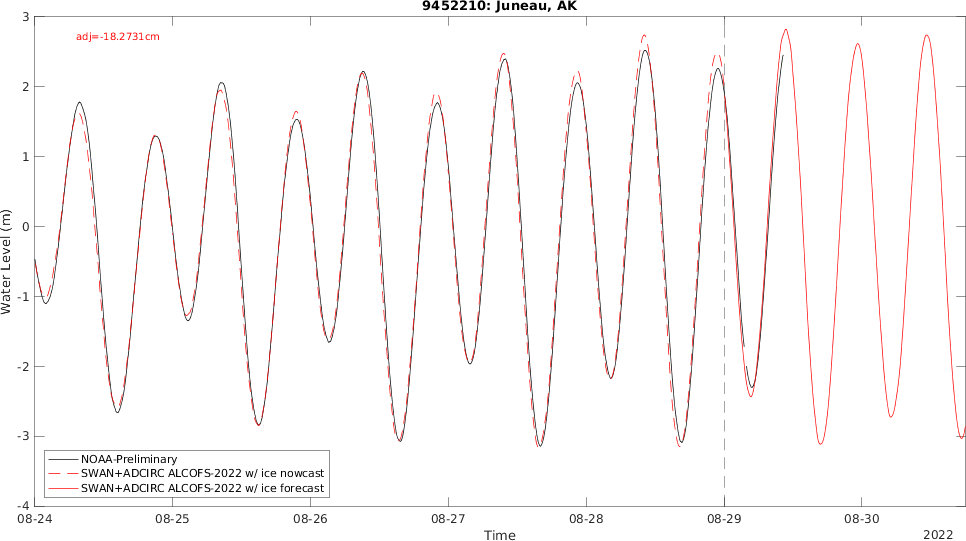 9452210: Juneau, AK
adj=-18.2731cm
3
2
1
0
-1
-2
-3
-4
Water Level (m)
NOAA-Preliminary
SWAN+ADCIRC ALCOFS-2022 w/ ice nowcast
SWAN+ADCIRC ALCOFS-2022 w/ ice forecast
08-24 08-25 08-26 08-27 08-28 08-29 08-30
Time
2022